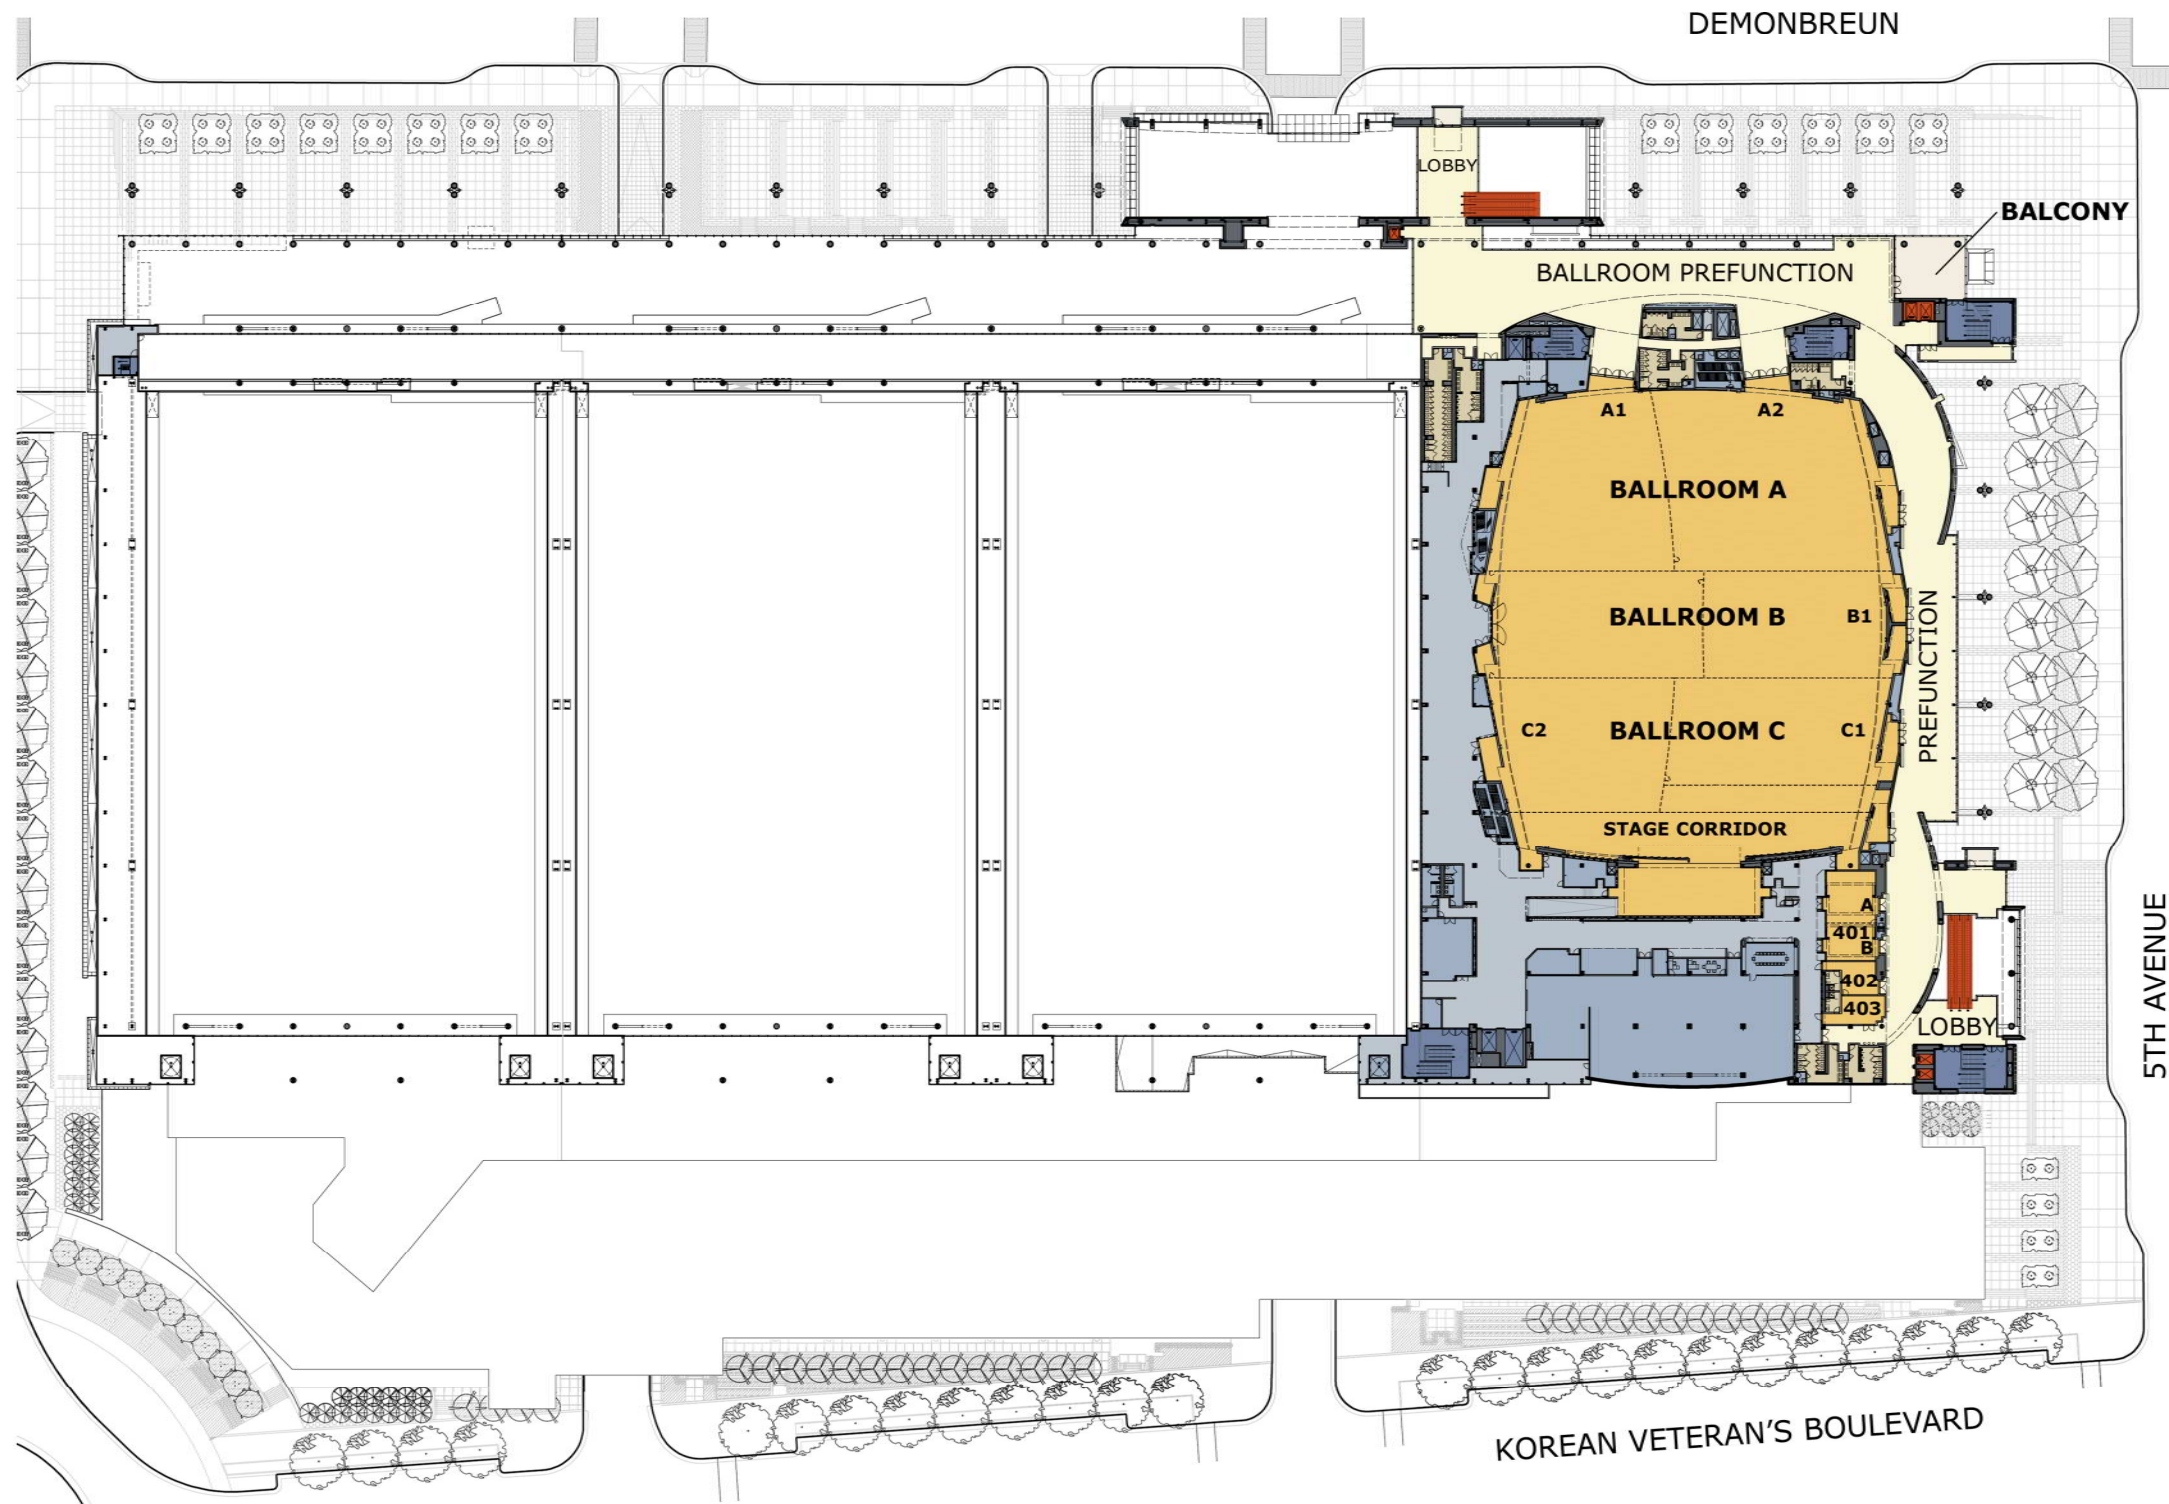 DEMONBREUN
LOBBY
BALCONY
BALLROOM PREFUNCTION
A1
A2
BALLROOM A
BALLROOM B
B1
PREFUNCTION
C2
BALLROOM C
C1
STAGE CORRIDOR
A
401
B
402
403
LOBBY
5TH AVENUE
KOREAN VETERAN'S BOULEVARD